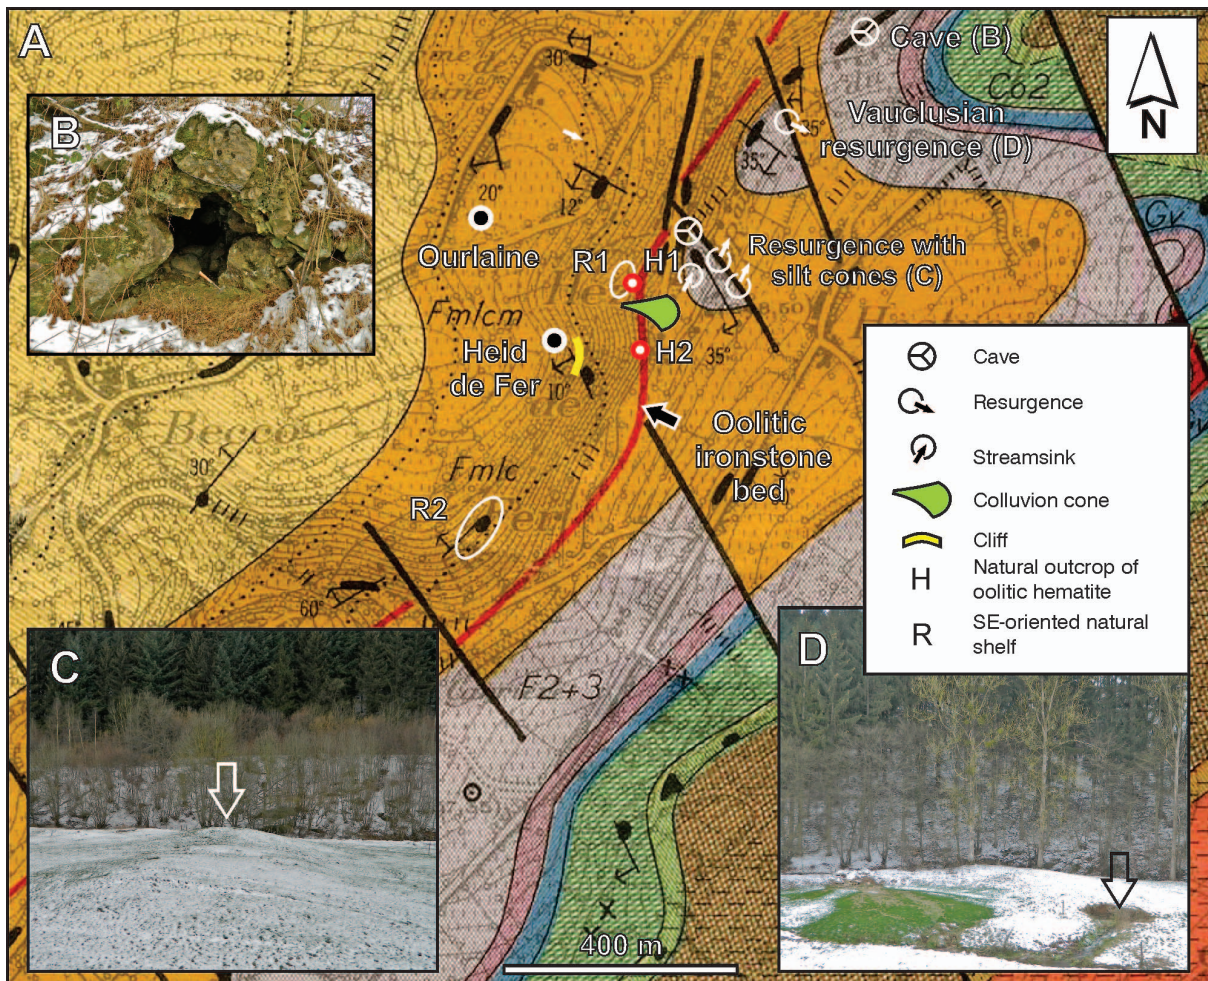 A
Cave (B)
Co2
N
320
B
30°
Vauclusian
resurgence (D)
35°
20°
12°
Gv
Ourlaine
R1
H1
Resurgence with
silt cones (C)
Fmlcm
Heid
de Fer
H2
35°
10°
Cave
Resurgence
Streamsink
Colluvion cone
Cliff
H
Natural outcrop of
oolitic hematite
R
SE-oriented natural
shelf
Oolitic
ironstone
bed
30°
Fmlc
R2
60°
C
F2+3
D
400 m